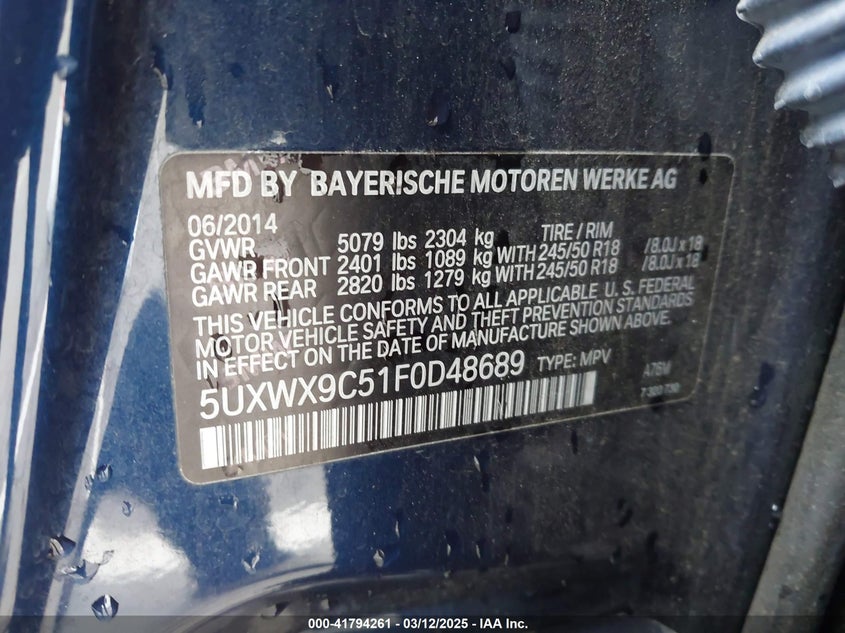 MFD BY BAYERISCHE MOTOREN WERKE AG
06/2014 TIRE / RIM
GVWR 5079 lbs 2304 kg
GAWR FRONT 2401 lbs 1089 kg WITH 245/50 R18 /8.0J x 18
GAWR REAR 2820 lbs 1279 kg WITH 245/50 R18 /8.0J x 18
THIS VEHICLE CONFORMS TO ALL APPLICABLE U. S. FEDERAL
MOTOR VEHICLE SAFETY AND THEFT PREVENTION STANDARDS
IN EFFECT ON THE DATE OF MANUFACTURE SHOWN ABOVE.
5UXWX9C51F0D48689 TYPE: MPV A76M
000-41794261 - 03/12/2025 - IAA Inc.